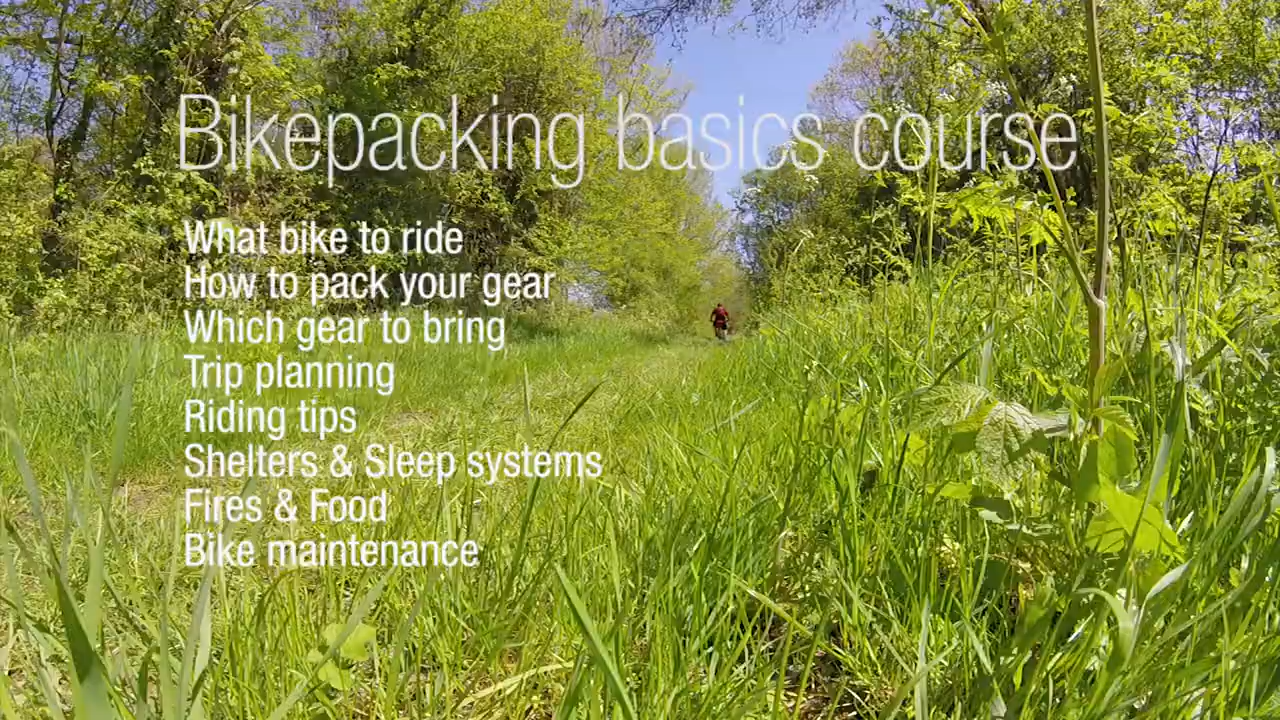 Bikepacking basics course
What bike to ride
How to pack your gear
Which gear to bring
Trip planning
Riding tips
Shelters & Sleep systems
Fires & Food
Bike maintenance